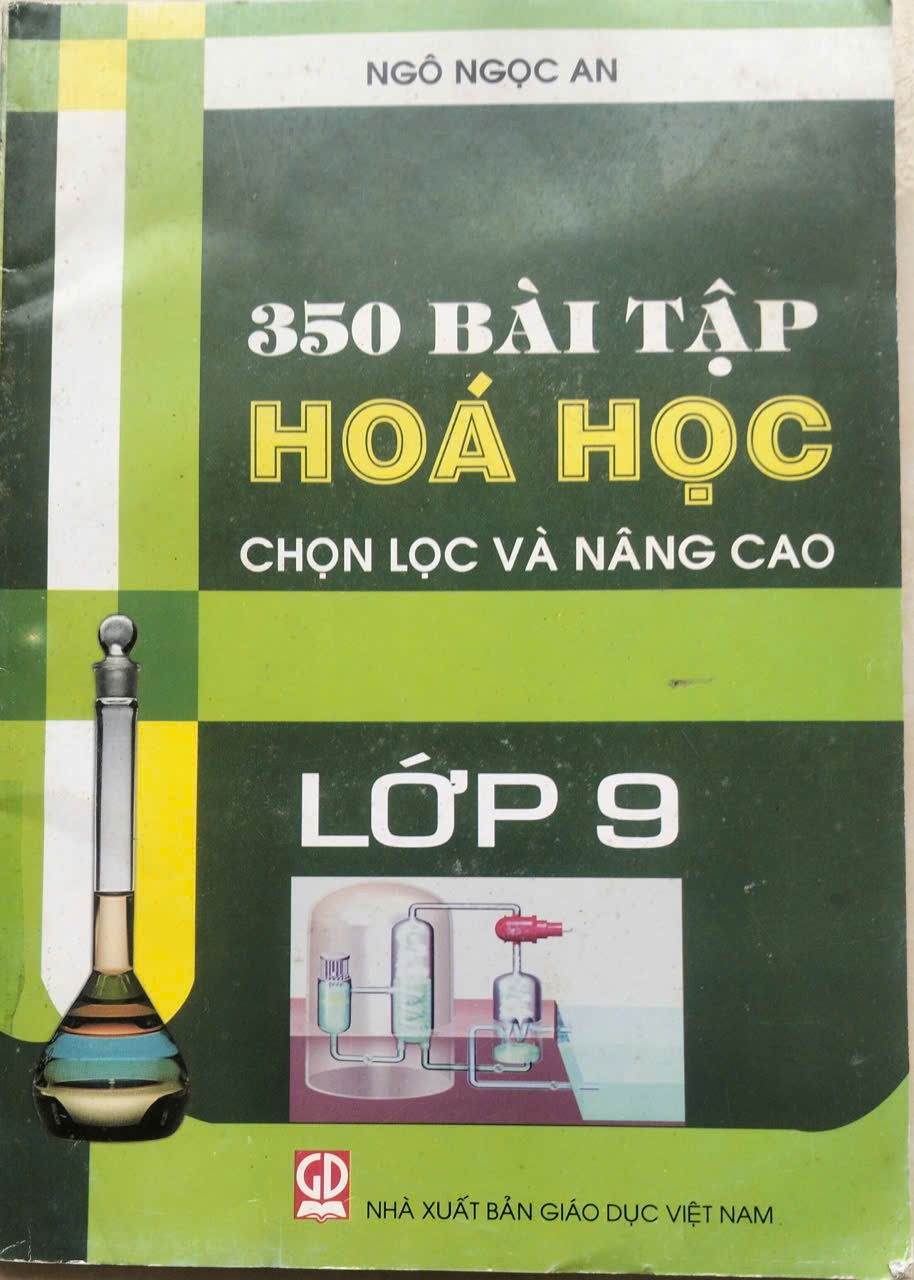 NGÔ NGỌC AN
350 BÀI TẬP
HOÁ HỌC
CHỌN LỌC VÀ NÂNG CAO
LỚP 9
GD
NHÀ XUẤT BẢN GIÁO DỤC VIỆT NAM